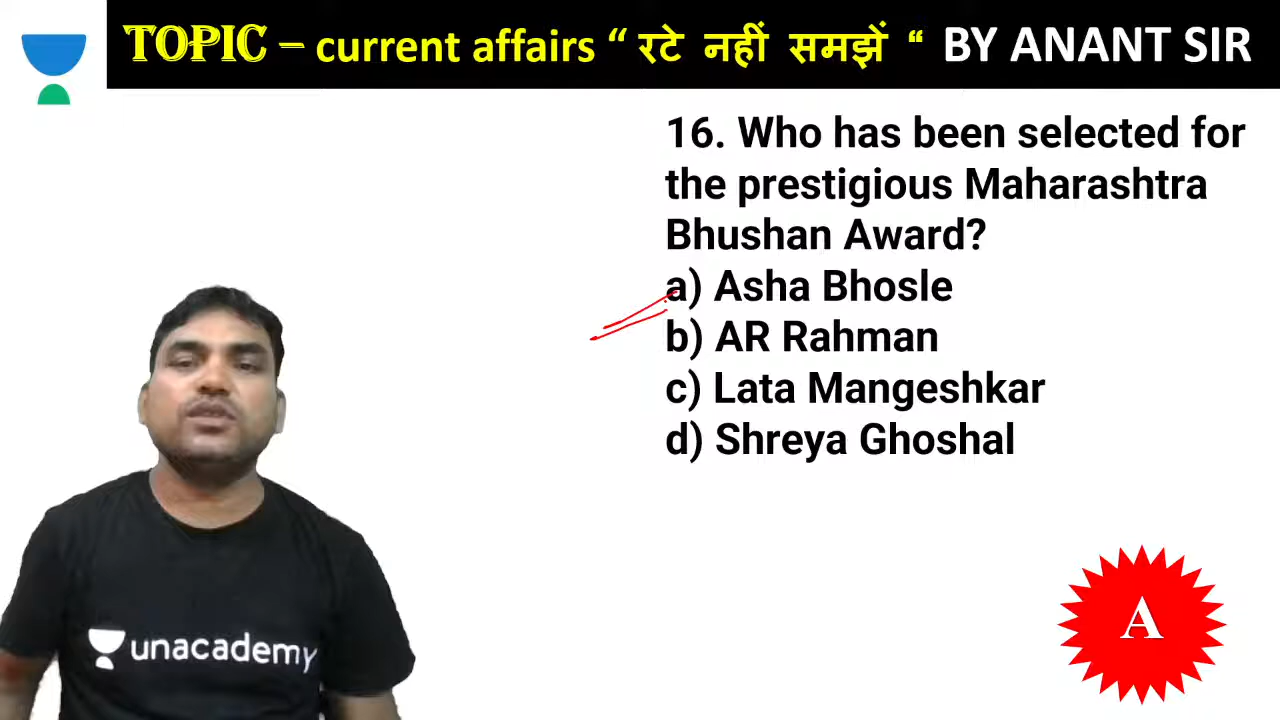 TOPIC – current affairs “ रटे नहीं समझें “ BY ANANT SIR
16. Who has been selected for
the prestigious Maharashtra
Bhushan Award?
a) Asha Bhosle
b) AR Rahman
c) Lata Mangeshkar
d) Shreya Ghoshal
unacademy
A